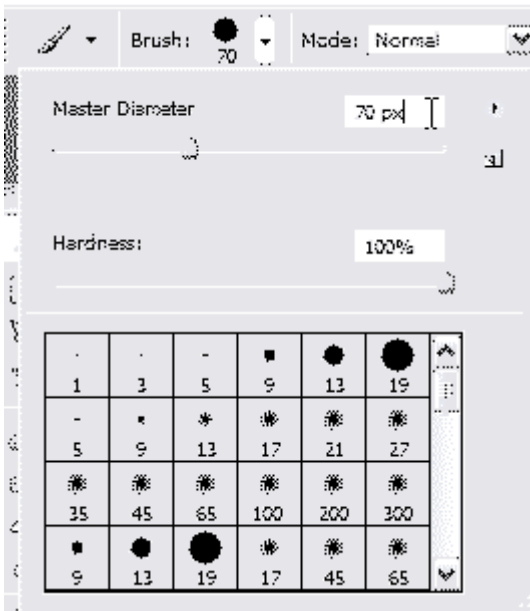 Brush: 70 Mode: Normal
Master Diameter 70 px
Hardness: 100%
1 3 5 9 13 19
5 9 13 17 21 27
35 45 65 100 200 300
9 13 19 17 45 65